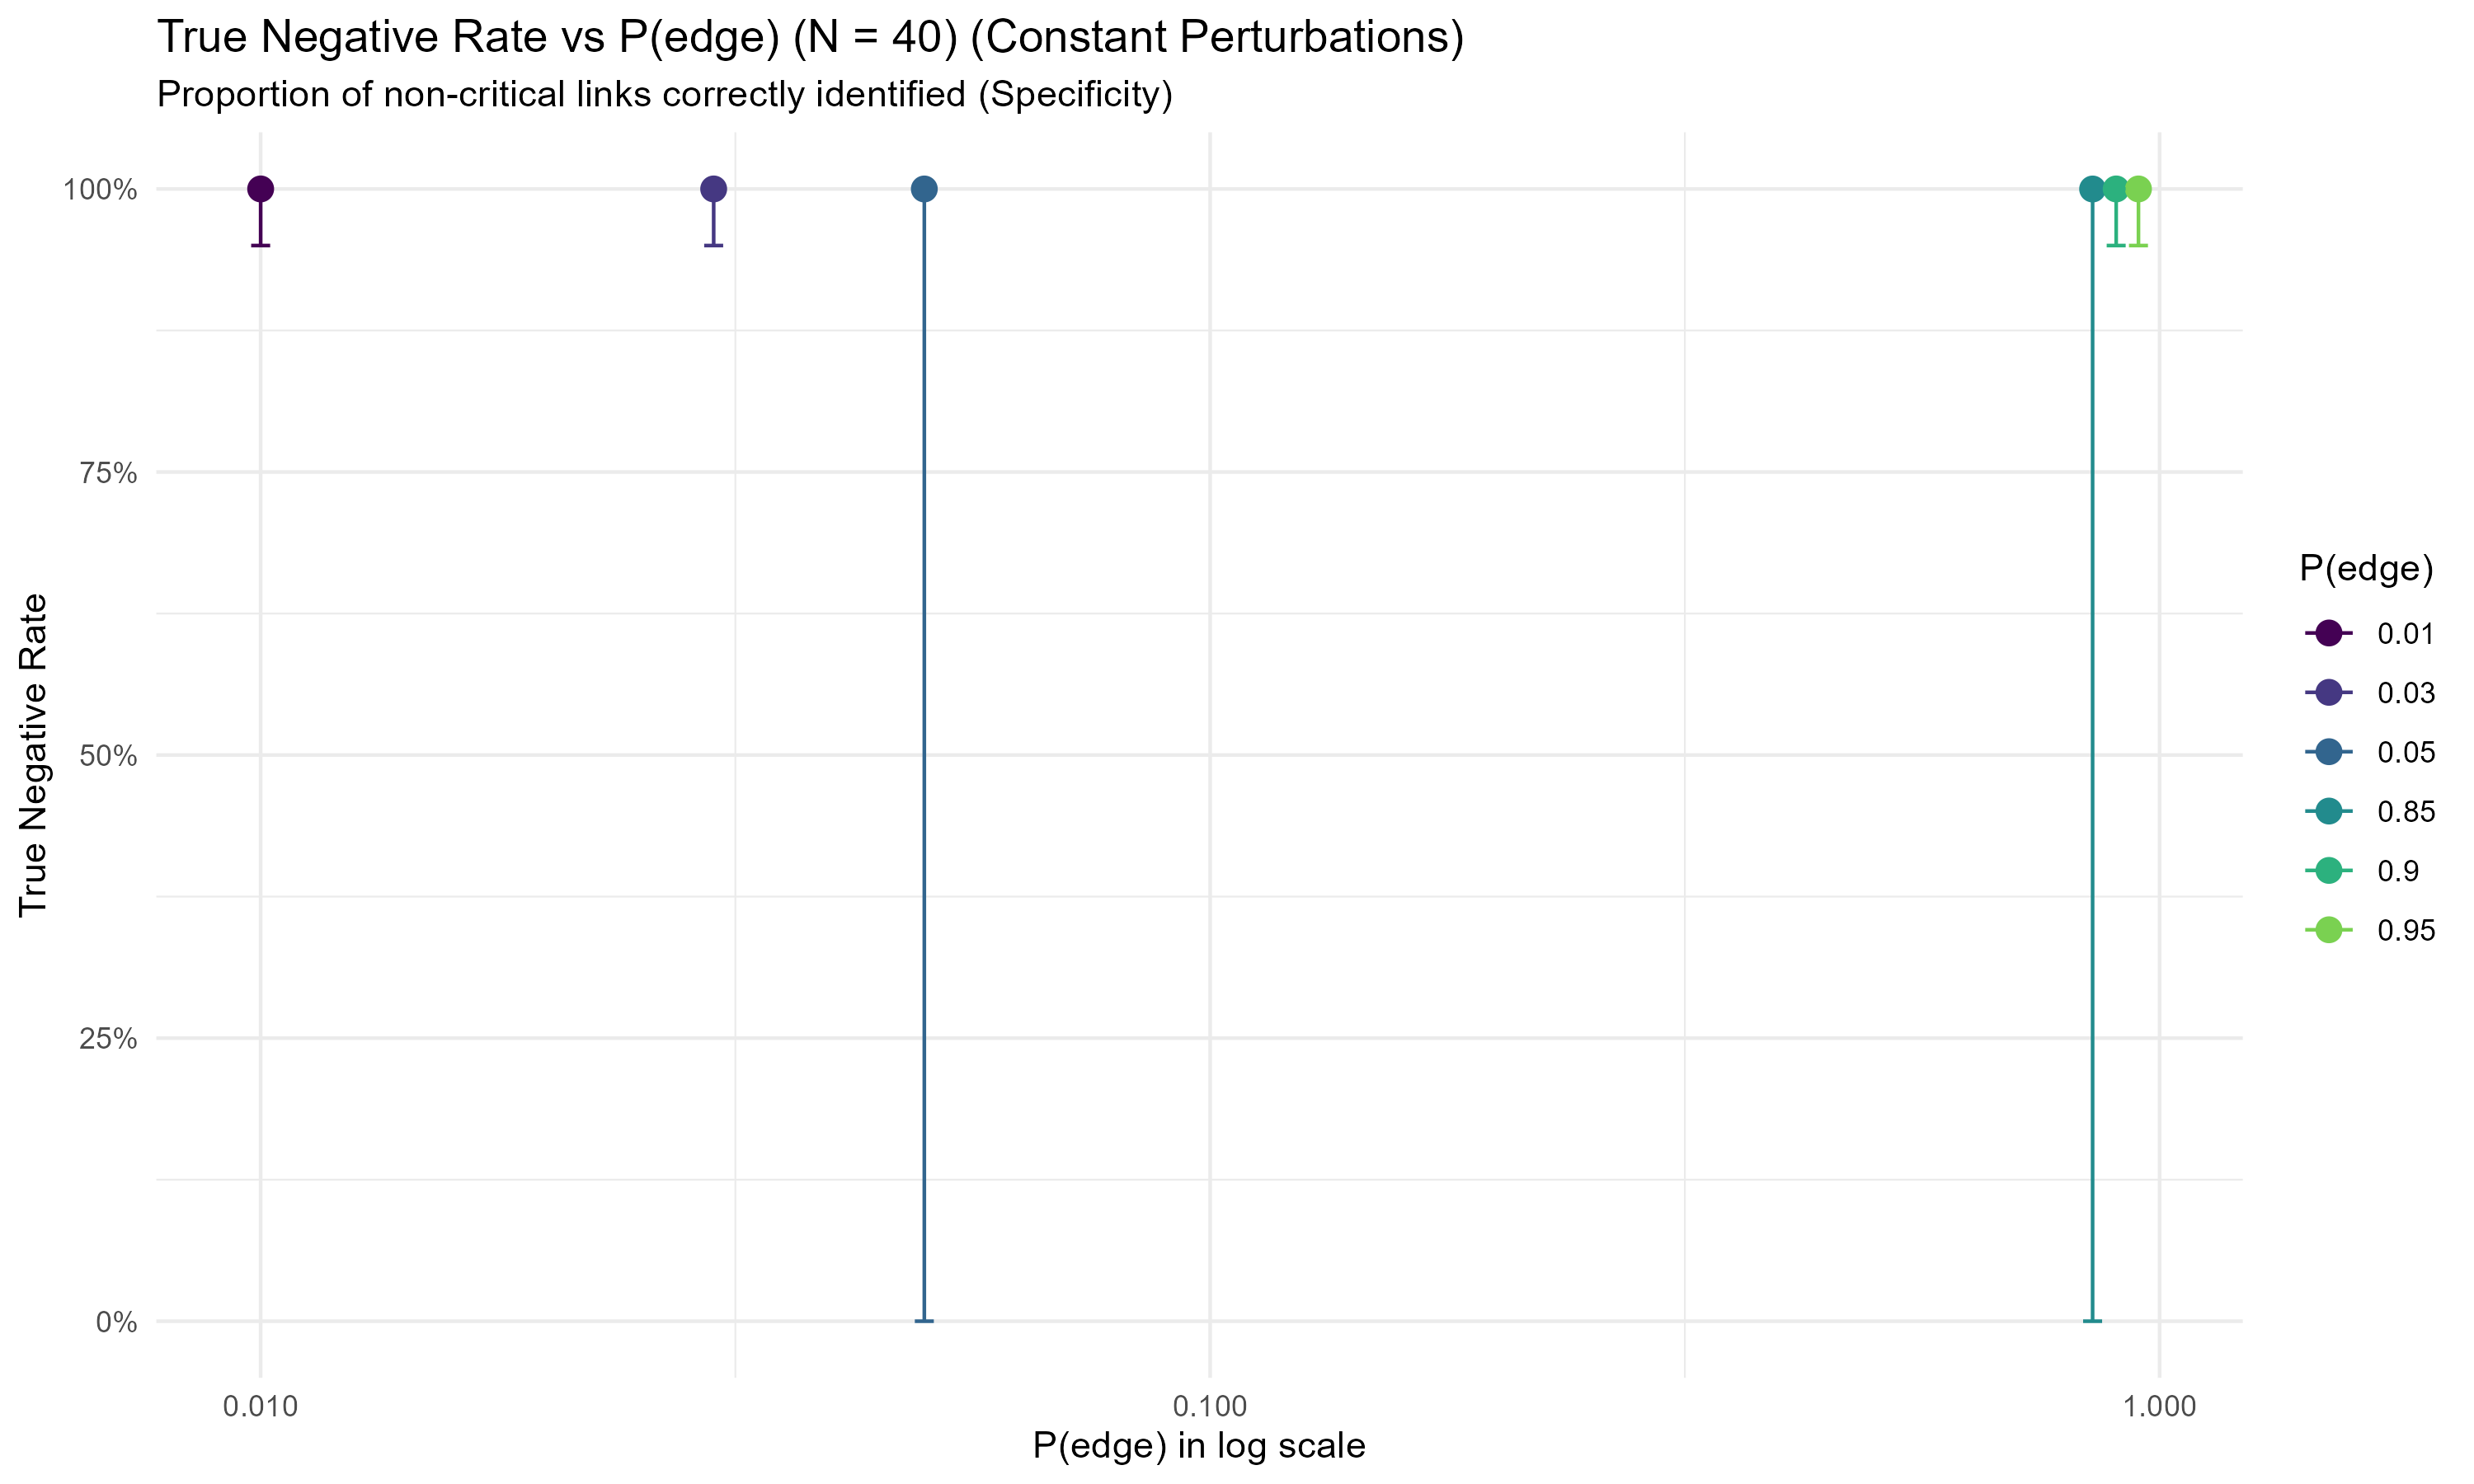 True Negative Rate vs P(edge) (N = 40) (Constant Perturbations)
Proportion of non-critical links correctly identified (Specificity)
100%
75%
50%
25%
0%
True Negative Rate
0.010
0.100
1.000
P(edge) in log scale
P(edge)
0.01
0.03
0.05
0.85
0.9
0.95